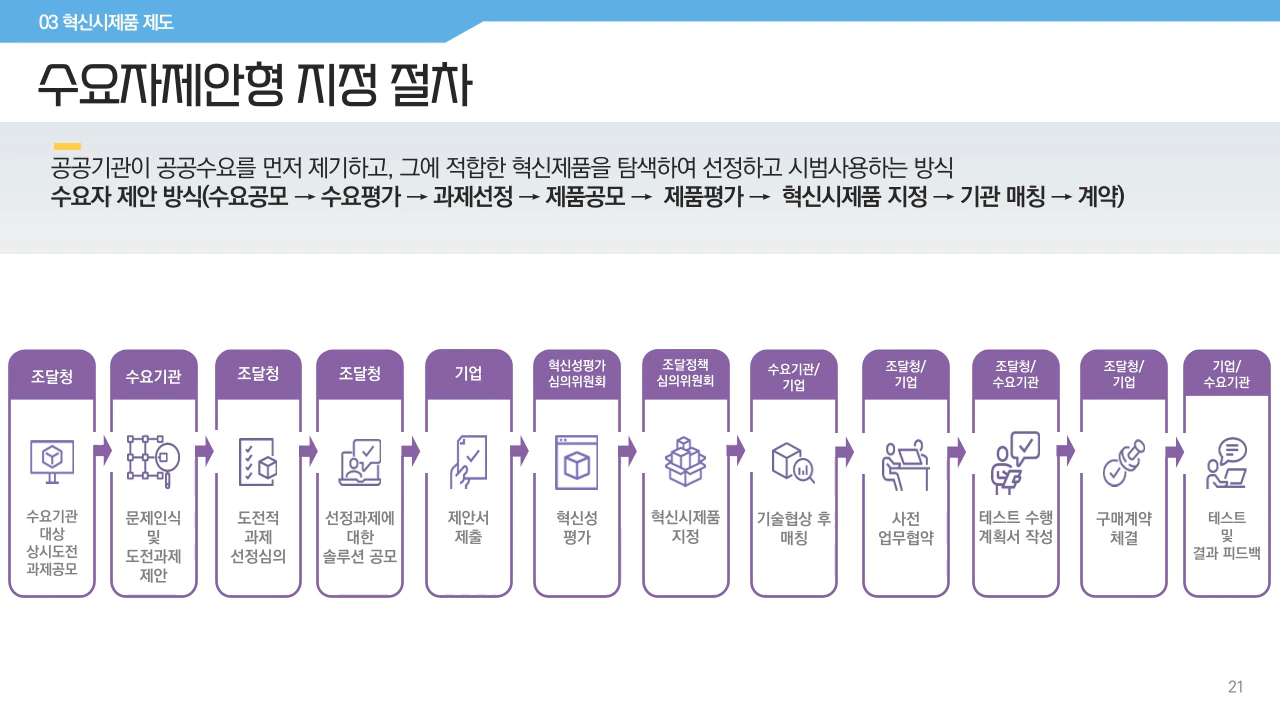 03 혁신시제품 제도
수요자제안형 지정 절차
공공기관이 공공수요를 먼저 제기하고, 그에 적합한 혁신제품을 탐색하여 선정하고 시범사용하는 방식
수요자 제안 방식(수요공모 → 수요평가 → 과제선정 → 제품공모 → 제품평가 → 혁신시제품 지정 → 기관 매칭 → 계약)
조달청
수요기관
대상
상시도전
과제공모
수요기관
문제인식
및
도전과제
제안
조달청
도전적
과제
선정심의
조달청
선정과제에
대한
솔루션 공모
기업
제안서
제출
혁신성평가
심의위원회
혁신성
평가
조달정책
심의위원회
혁신시제품
지정
수요기관/
기업
기술협상 후
매칭
조달청/
기업
사전
업무협약
조달청/
수요기관
테스트 수행
계획서 작성
조달청/
기업
구매계약
체결
기업/
수요기관
테스트
및
결과 피드백
21